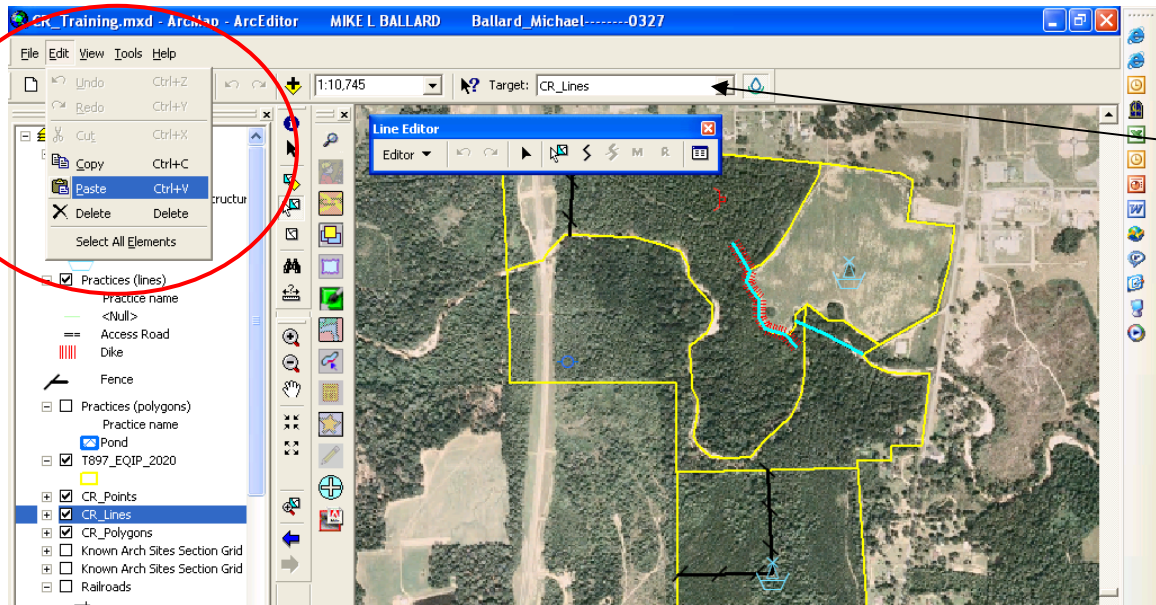 CR_Training.mxd - ArcMap - ArcEditor MIKE L BALLARD Ballard_Michael--------0327
File Edit View Tools Help
1:10,745 Target: CR_Lines
Undo Ctrl+Z
Redo Ctrl+Y
Cut Ctrl+X
Copy Ctrl+C
Paste Ctrl+V
Delete Delete
Select All Elements
Line Editor
Editor M R
Practices (lines)
Practice name
<Null>
Access Road
Dike
Fence
Practices (polygons)
Practice name
Pond
T897_EQIP_2020
CR_Points
CR_Lines
CR_Polygons
Known Arch Sites Section Grid
Known Arch Sites Section Grid
Railroads